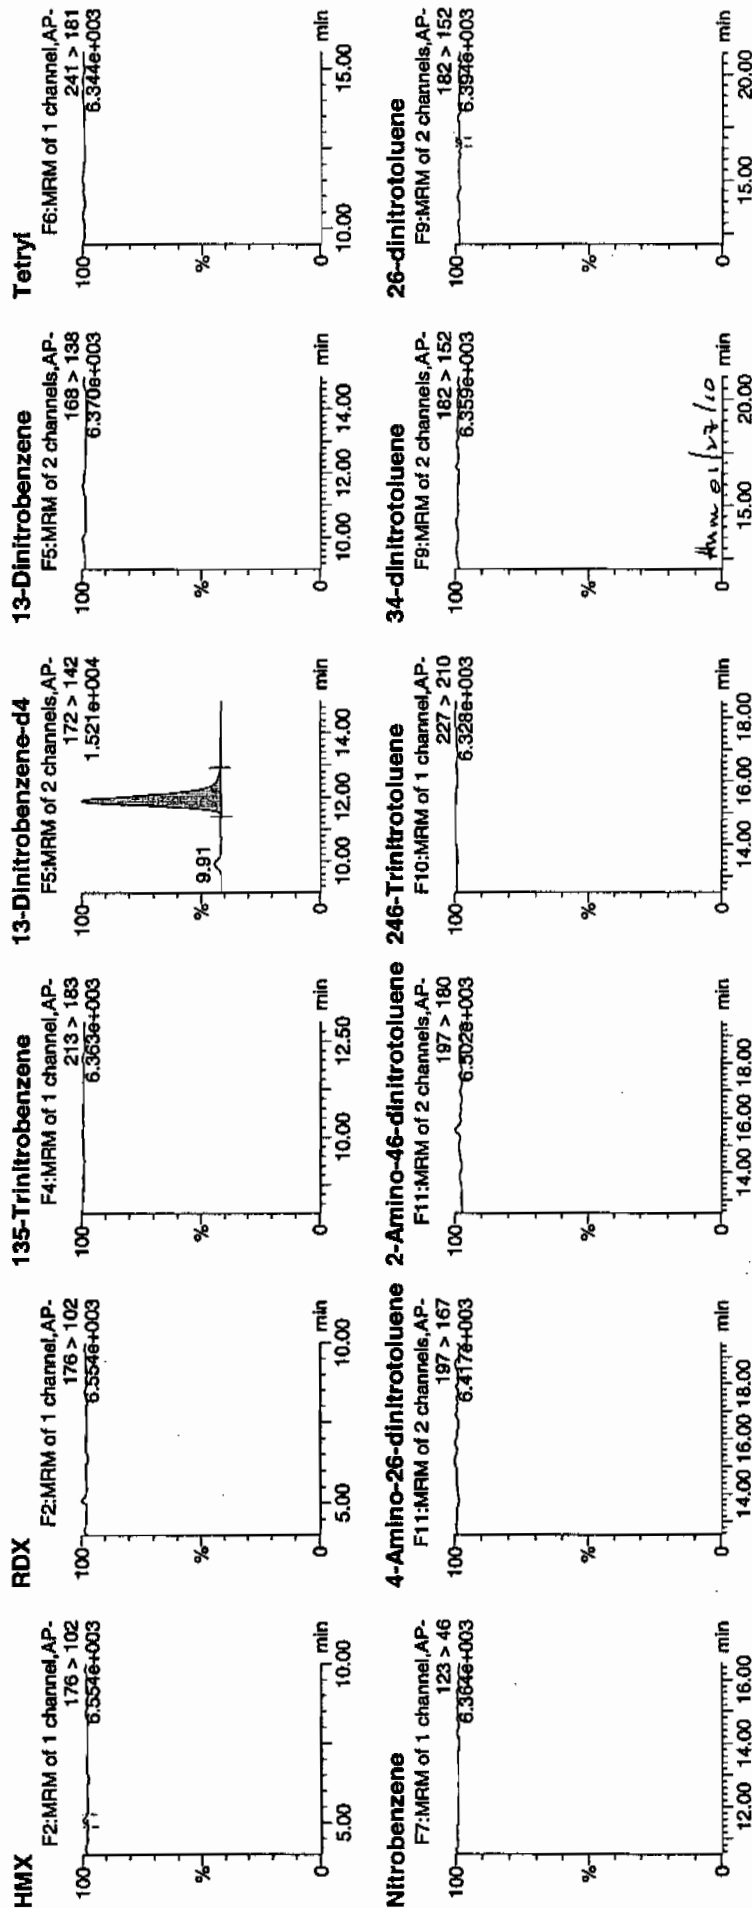 HMX
F2:MRM of 1 channel,AP-
176 > 102
6.554e+003
100
%
0
5.00
10.00
min
RDX
F2:MRM of 1 channel,AP-
176 > 102
6.554e+003
100
%
0
5.00
10.00
min
135-Trinitrobenzene
F4:MRM of 1 channel,AP-
213 > 183
6.363e+003
100
%
0
10.00
12.50
min
13-Dinitrobenzene-d4
F5:MRM of 2 channels,AP-
172 > 142
1.521e+004
100
9.91
%
0
10.00
12.00
14.00
min
13-Dinitrobenzene
F5:MRM of 2 channels,AP-
168 > 138
6.370e+003
100
%
0
10.00
12.00
14.00
min
Tetryl
F6:MRM of 1 channel,AP-
241 > 181
6.344e+003
100
%
0
10.00
15.00
min
Nitrobenzene
F7:MRM of 1 channel,AP-
123 > 46
6.364e+003
100
%
0
12.00
14.00
16.00
min
4-Amino-26-dinitrotoluene
F11:MRM of 2 channels,AP-
197 > 167
6.417e+003
100
%
0
14.00
16.00
18.00
min
2-Amino-46-dinitrotoluene
F11:MRM of 2 channels,AP-
197 > 180
6.502e+003
100
%
0
14.00
16.00
18.00
min
246-Trinitrotoluene
F10:MRM of 1 channel,AP-
227 > 210
6.328e+003
100
%
0
14.00
16.00
18.00
min
34-dinitrotoluene
F9:MRM of 2 channels,AP-
182 > 152
6.359e+003
100
%
0
15.00
20.00
min
01/27/10
26-dinitrotoluene
F9:MRM of 2 channels,AP-
182 > 152
6.394e+003
100
%
0
15.00
20.00
min